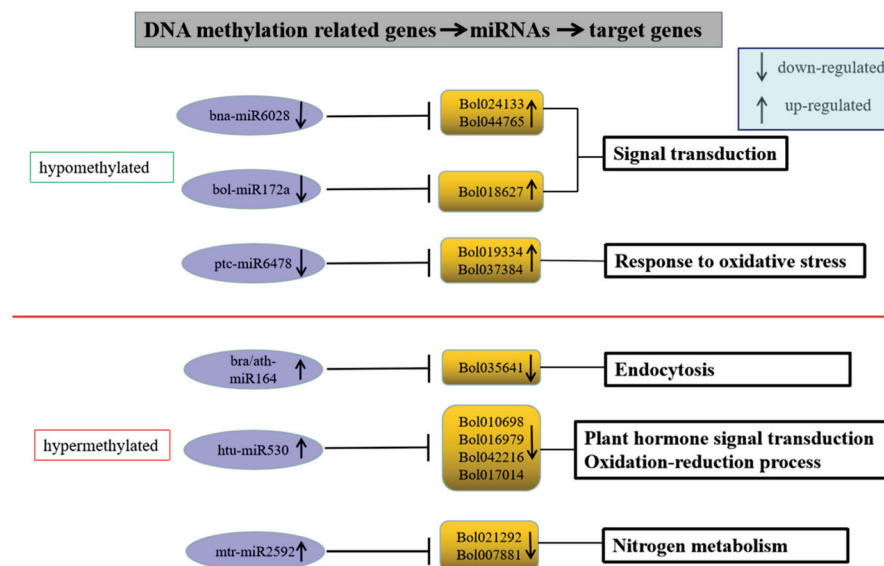 DNA methylation related genes → miRNAs → target genes
↓ down-regulated
↑ up-regulated
hypomethylated
bna-miR6028 ↓
Bol024133
Bol044765 ↑
Signal transduction
bol-miR172a ↓
Bol018627 ↑
ptc-miR6478 ↓
Bol019334
Bol037384 ↑
Response to oxidative stress
hypermethylated
bra/ath-
miR164 ↑
Bol035641 ↓
Endocytosis
htu-miR530 ↑
Bol010698
Bol016979
Bol042216
Bol017014 ↓
Plant hormone signal transduction
Oxidation-reduction process
mtr-miR2592 ↑
Bol021292
Bol007881 ↓
Nitrogen metabolism